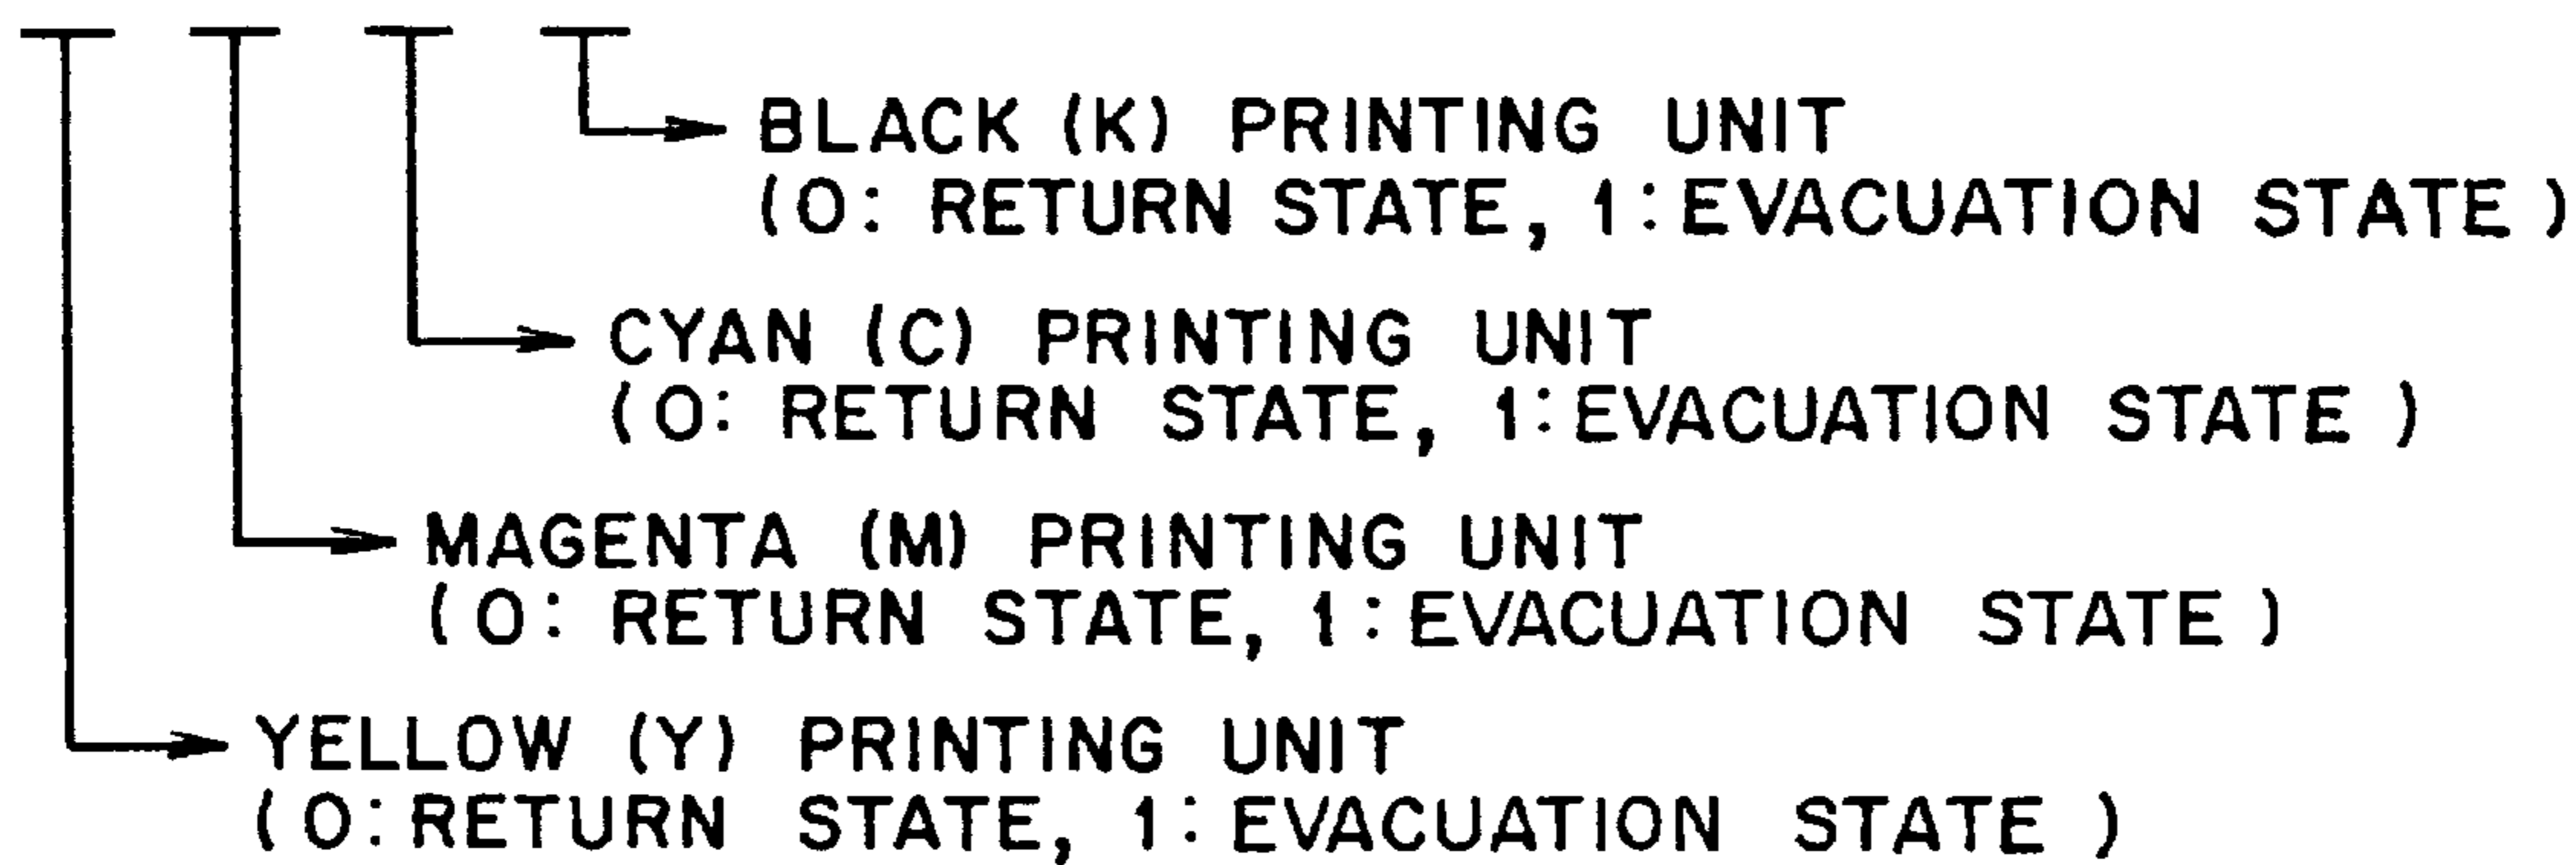 BLACK (K) PRINTING UNIT
(0: RETURN STATE, 1: EVACUATION STATE)
CYAN (C) PRINTING UNIT
(0: RETURN STATE, 1: EVACUATION STATE)
MAGENTA (M) PRINTING UNIT
(0: RETURN STATE, 1: EVACUATION STATE)
YELLOW (Y) PRINTING UNIT
(0: RETURN STATE, 1: EVACUATION STATE)